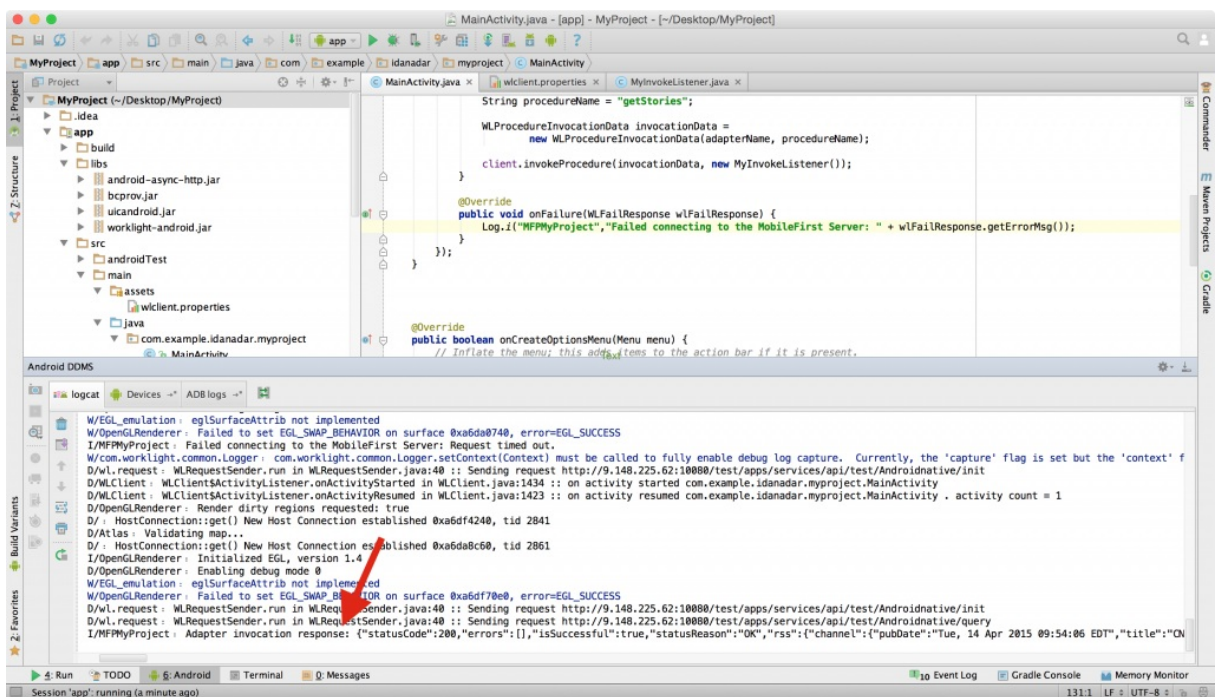 MainActivity.java - [app] - MyProject - [~/Desktop/MyProject]
app
?
MyProject app src main java com example idanadar myproject MainActivity
Project
MainActivity.java × wlclient.properties × MyInvokeListener.java ×
1: Project
Z: Structure
Build Variants
2: Favorites
Commander
m Maven Projects
Gradle
MyProject (~/Desktop/MyProject)
.idea
app
build
libs
android-async-http.jar
bcprov.jar
uicandroid.jar
worklight-android.jar
src
androidTest
main
assets
wlclient.properties
java
com.example.idanadar.myproject
MainActivity
String procedureName = "getStories";
WLProcedureInvocationData invocationData =
new WLProcedureInvocationData(adapterName, procedureName);
client.invokeProcedure(invocationData, new MyInvokeListener());
}
@Override
public void onFailure(WLFailResponse wlFailResponse) {
Log.i("MFPMyProject","Failed connecting to the MobileFirst Server: " + wlFailResponse.getErrorMsg());
}
});
}
@Override
public boolean onCreateOptionsMenu(Menu menu) {
// Inflate the menu; this adds items to the action bar if it is present.
Text
Android DDMS
logcat Devices ADB logs
W/EGL_emulation﹕ eglSurfaceAttrib not implemented
W/OpenGLRenderer﹕ Failed to set EGL_SWAP_BEHAVIOR on surface 0xa6da0740, error=EGL_SUCCESS
I/MFPMyProject﹕ Failed connecting to the MobileFirst Server: Request timed out.
W/com.worklight.common.Logger﹕ com.worklight.common.Logger.setContext(Context) must be called to fully enable debug log capture.  Currently, the 'capture' flag is set but the 'context' f
D/wl.request﹕ WLRequestSender.run in WLRequestSender.java:40 :: Sending request http://9.148.225.62:10080/test/apps/services/api/test/Androidnative/init
D/WLClient﹕ WLClient$ActivityListener.onActivityStarted in WLClient.java:1434 :: on activity started com.example.idanadar.myproject.MainActivity
D/WLClient﹕ WLClient$ActivityListener.onActivityResumed in WLClient.java:1423 :: on activity resumed com.example.idanadar.myproject.MainActivity . activity count = 1
D/OpenGLRenderer﹕ Render dirty regions requested: true
D/﹕ HostConnection::get() New Host Connection established 0xa6df4240, tid 2841
D/Atlas﹕ Validating map...
D/﹕ HostConnection::get() New Host Connection established 0xa6da8c60, tid 2861
I/OpenGLRenderer﹕ Initialized EGL, version 1.4
D/OpenGLRenderer﹕ Enabling debug mode 0
W/EGL_emulation﹕ eglSurfaceAttrib not implemented
W/OpenGLRenderer﹕ Failed to set EGL_SWAP_BEHAVIOR on surface 0xa6df70e0, error=EGL_SUCCESS
D/wl.request﹕ WLRequestSender.run in WLRequestSender.java:40 :: Sending request http://9.148.225.62:10080/test/apps/services/api/test/Androidnative/init
D/wl.request﹕ WLRequestSender.run in WLRequestSender.java:40 :: Sending request http://9.148.225.62:10080/test/apps/services/api/test/Androidnative/query
I/MFPMyProject﹕ Adapter invocation response: {"statusCode":200,"errors":[],"isSuccessful":true,"statusReason":"OK","rss":{"channel":{"pubDate":"Tue, 14 Apr 2015 09:54:06 EDT","title":"CN
4: Run TODO 6: Android Terminal 0: Messages 10 Event Log Gradle Console Memory Monitor
Session 'app': running (a minute ago) 131:1 LF UTF-8